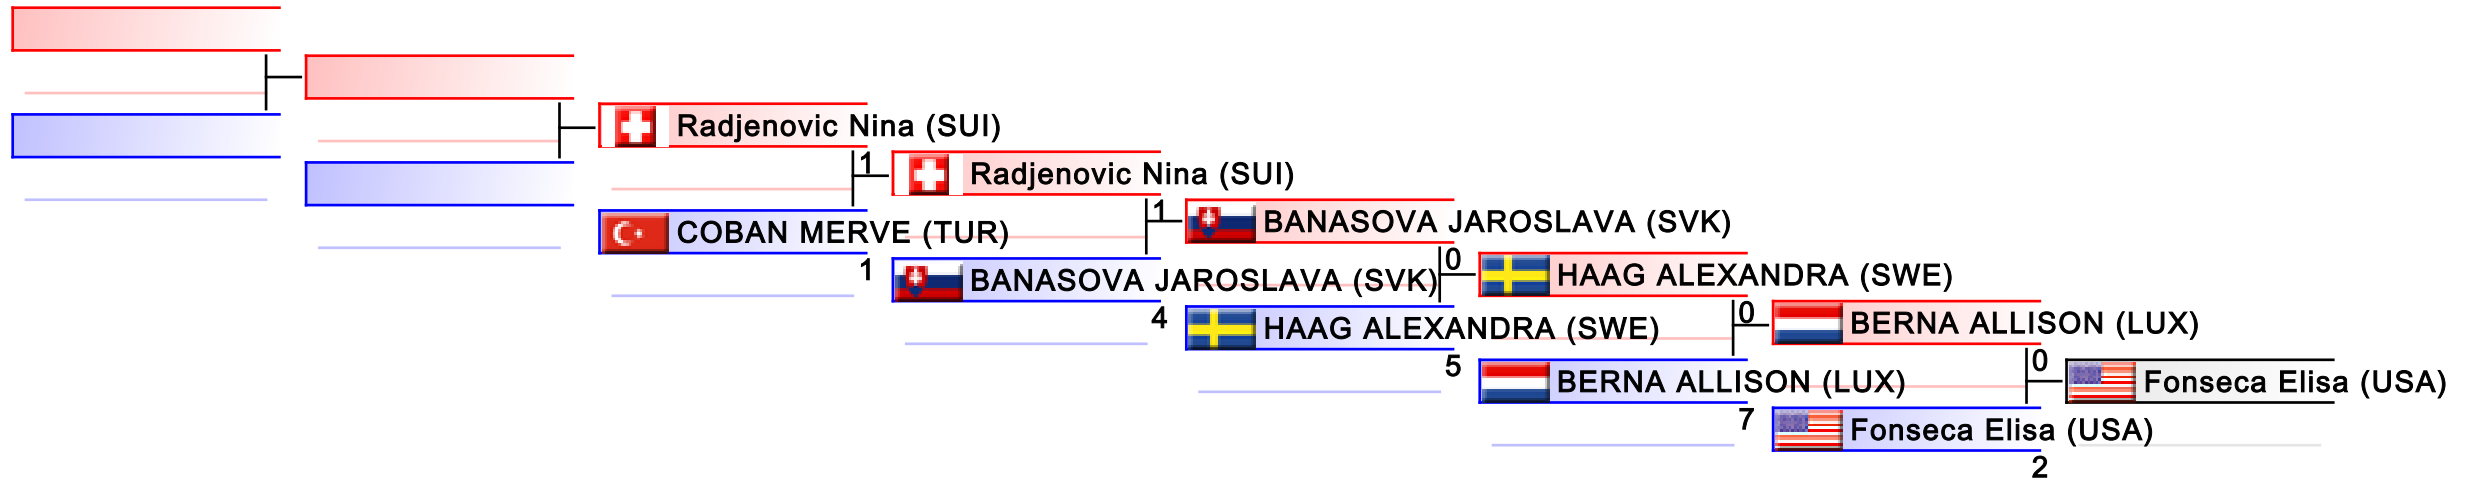 Radjenovic Nina (SUI)
1
COBAN MERVE (TUR)
1
Radjenovic Nina (SUI)
1
BANASOVA JAROSLAVA (SVK)
4
BANASOVA JAROSLAVA (SVK)
0
HAAG ALEXANDRA (SWE)
5
HAAG ALEXANDRA (SWE)
0
BERNA ALLISON (LUX)
7
BERNA ALLISON (LUX)
0
Fonseca Elisa (USA)
2
Fonseca Elisa (USA)